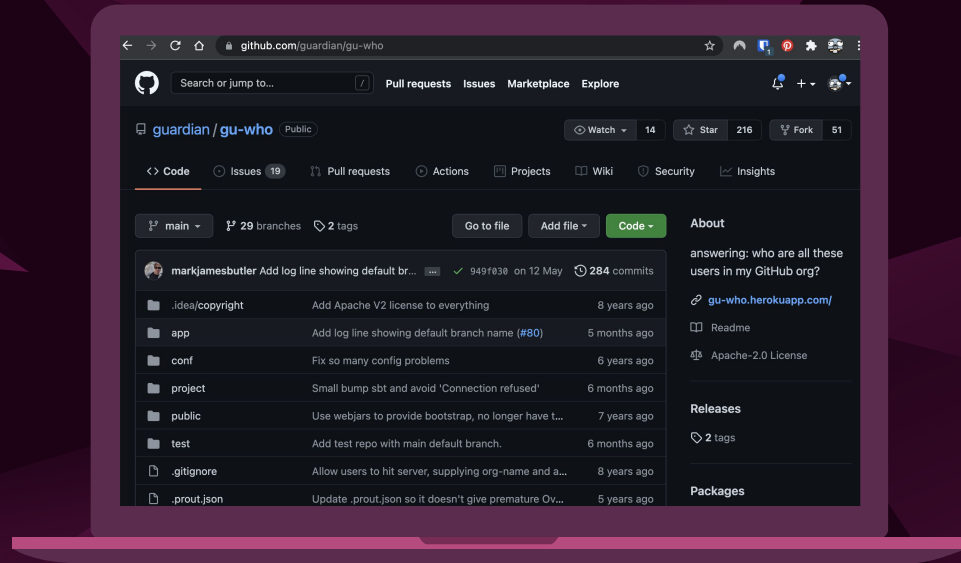 github.com/guardian/gu-who
1
Search or jump to... /
Pull requests Issues Marketplace Explore
guardian / gu-who Public
Watch 14 Star 216 Fork 51
<> Code Issues 19 Pull requests Actions Projects Wiki Security Insights
main 29 branches 2 tags Go to file Add file Code
markjamesbutler Add log line showing default br... ... 949f030 on 12 May 284 commits
.idea/copyright Add Apache V2 license to everything 8 years ago
app Add log line showing default branch name (#80) 5 months ago
conf Fix so many config problems 6 years ago
project Small bump sbt and avoid 'Connection refused' 6 months ago
public Use webjars to provide bootstrap, no longer have t... 7 years ago
test Add test repo with main default branch. 6 months ago
.gitignore Allow users to hit server, supplying org-name and a... 8 years ago
.prout.json Update .prout.json so it doesn't give premature Ov... 5 years ago
About
answering: who are all these
users in my GitHub org?
gu-who.herokuapp.com/
Readme
Apache-2.0 License
Releases
2 tags
Packages